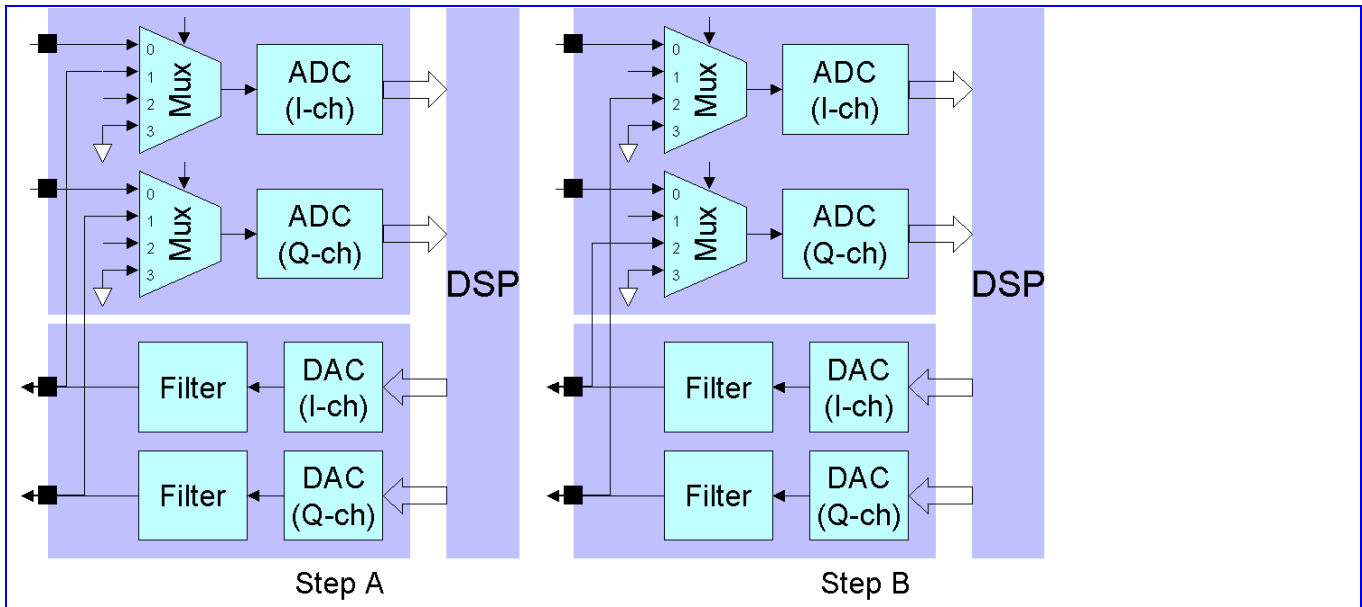 0
1
2
3
Mux
ADC
(I-ch)
0
1
2
3
Mux
ADC
(Q-ch)
DSP
Filter
DAC
(I-ch)
Filter
DAC
(Q-ch)
Step A
0
1
2
3
Mux
ADC
(I-ch)
0
1
2
3
Mux
ADC
(Q-ch)
DSP
Filter
DAC
(I-ch)
Filter
DAC
(Q-ch)
Step B